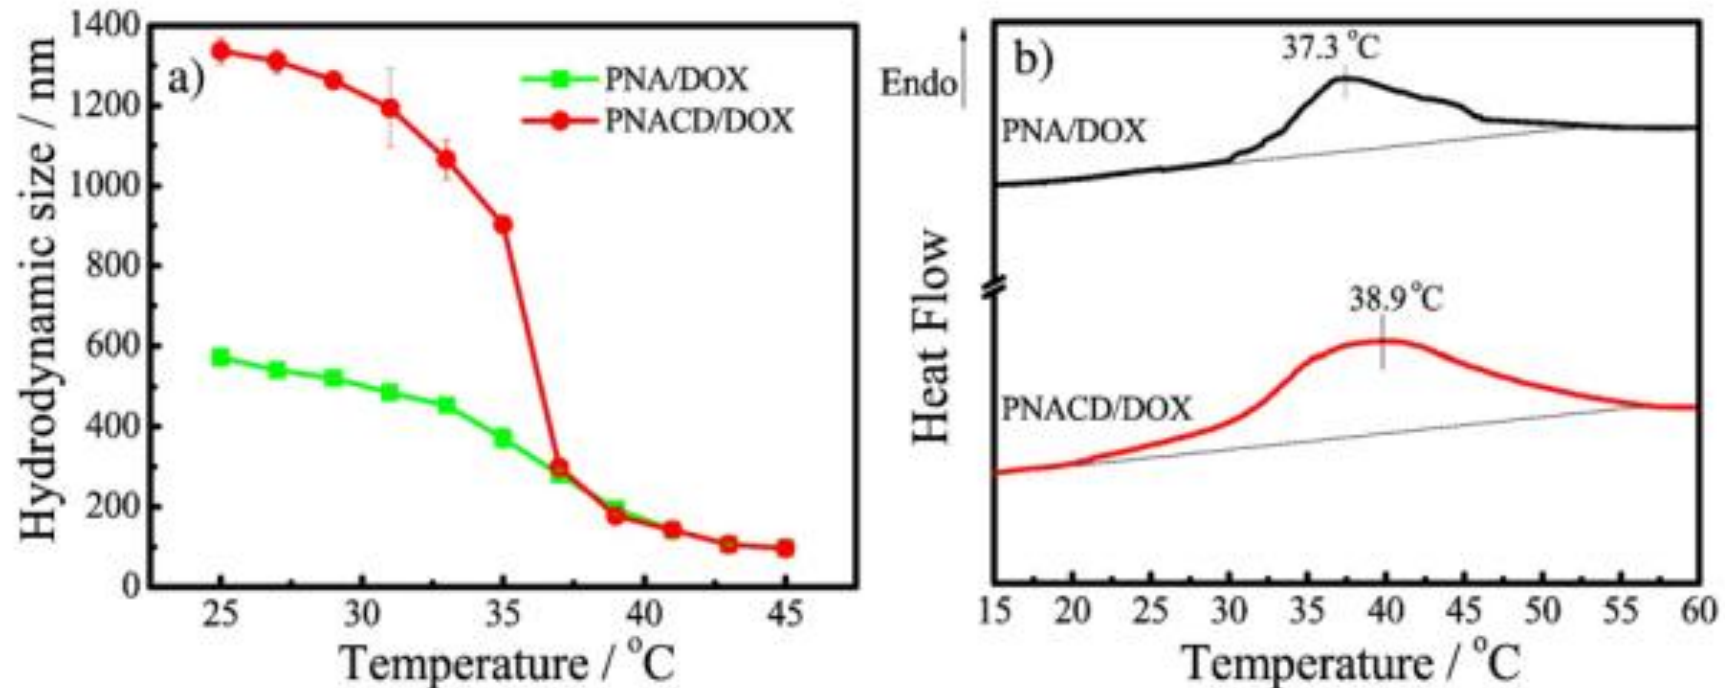 a)
Hydrodynamic size / nm
1400
1200
1000
800
600
400
200
0
PNA/DOX
PNACD/DOX
25 30 35 40 45
Temperature / °C
b)
Endo
37.3 °C
PNA/DOX
Heat Flow
38.9 °C
PNACD/DOX
15 20 25 30 35 40 45 50 55 60
Temperature / °C